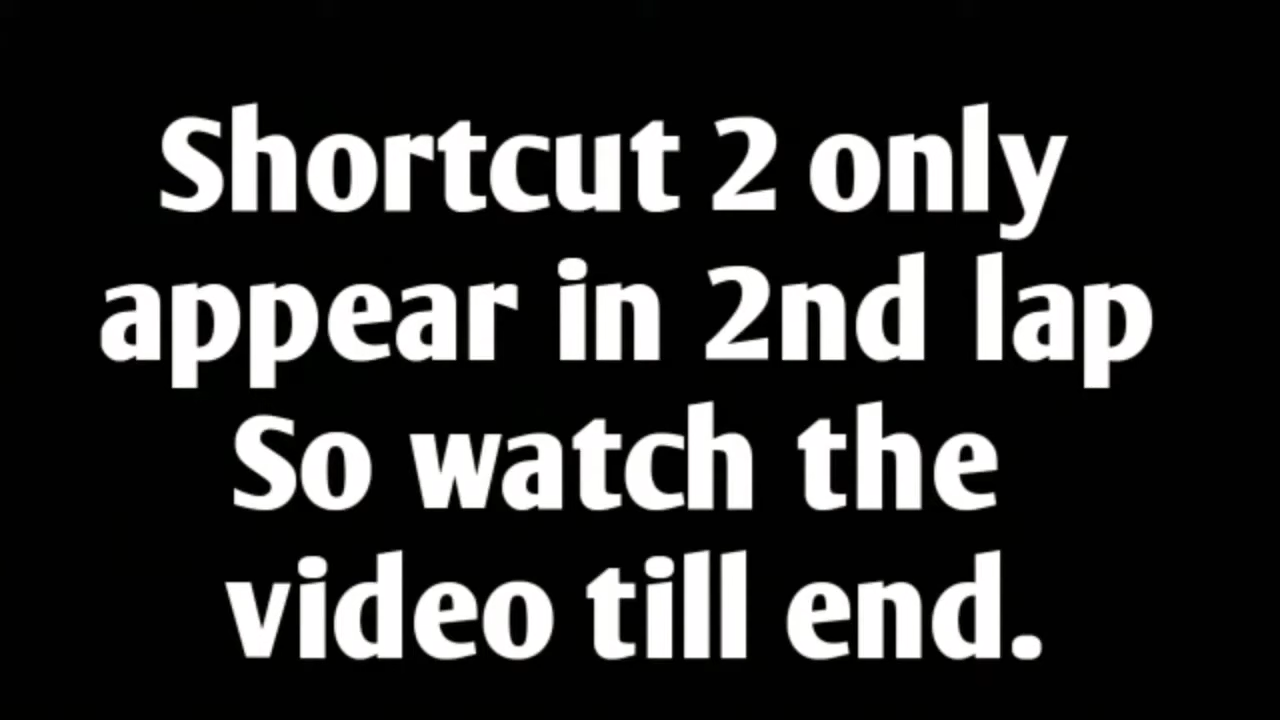 Shortcut 2 only
appear in 2nd lap
So watch the
video till end.